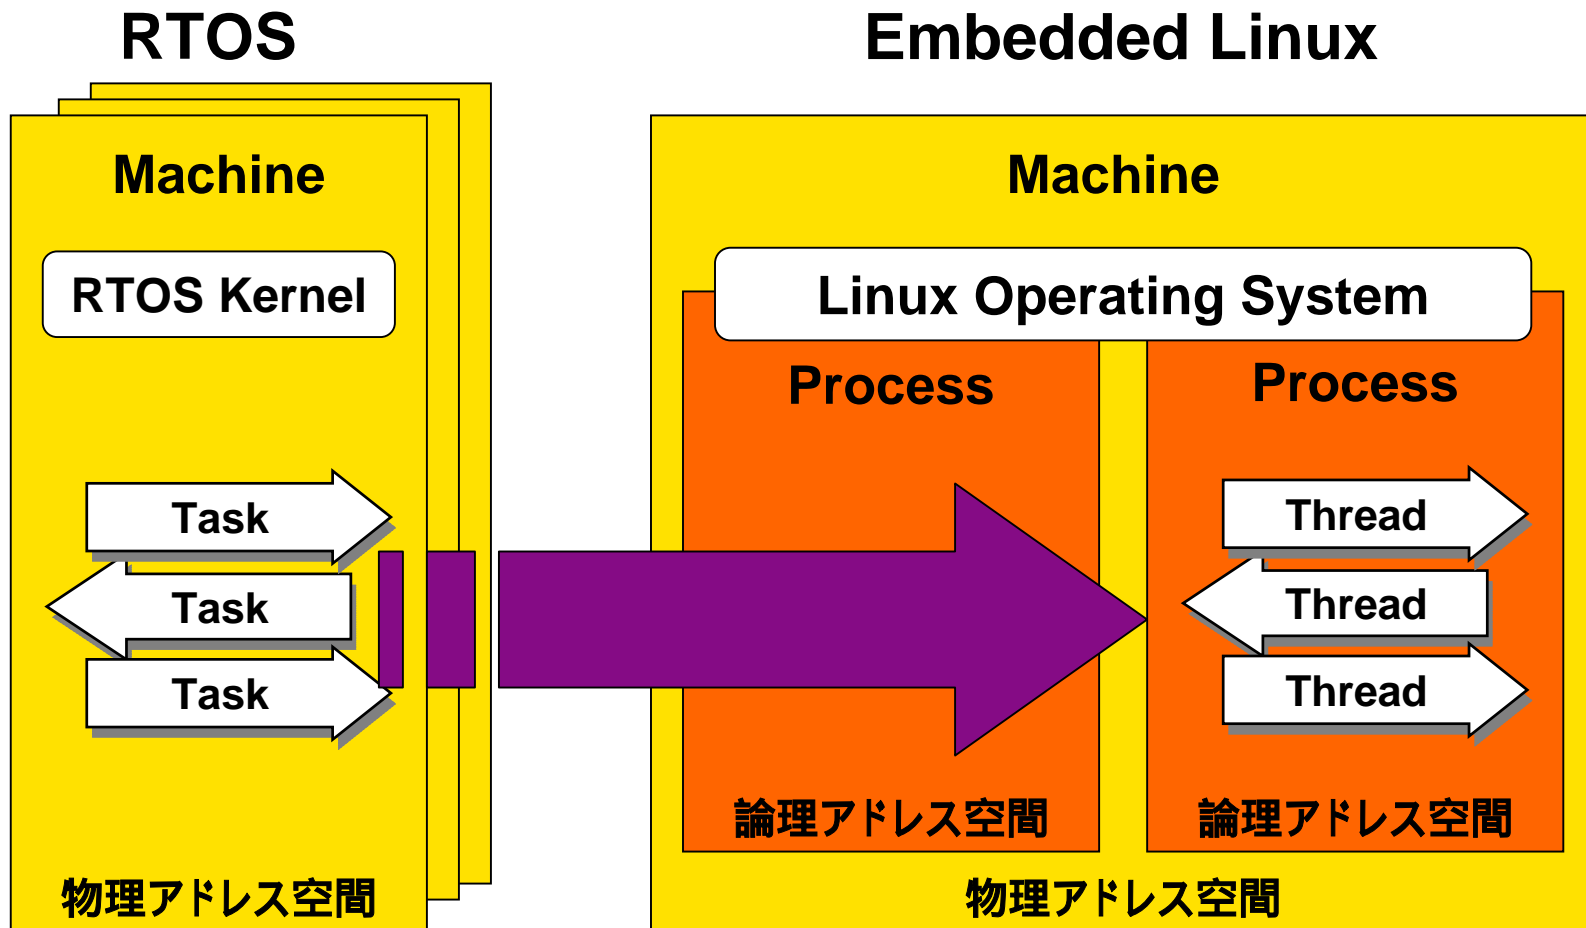 RTOS
Machine
RTOS Kernel
Task
Task
Task
物理アドレス空間
Embedded Linux
Machine
Linux Operating System
Process
論理アドレス空間
Process
Thread
Thread
Thread
論理アドレス空間
物理アドレス空間